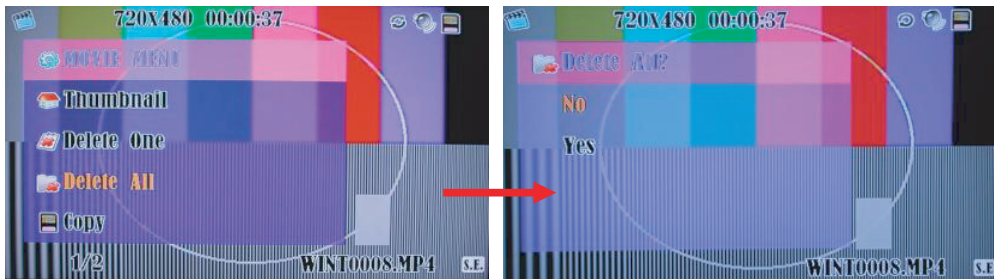 720X480 00:00:37
MOVIE MENU
Thumbnail
Delete One
Delete All
Copy
1/2
WINT0008.MP4
S.E.
720X480 00:00:37
Delete All?
No
Yes
WINT0008.MP4
S.E.